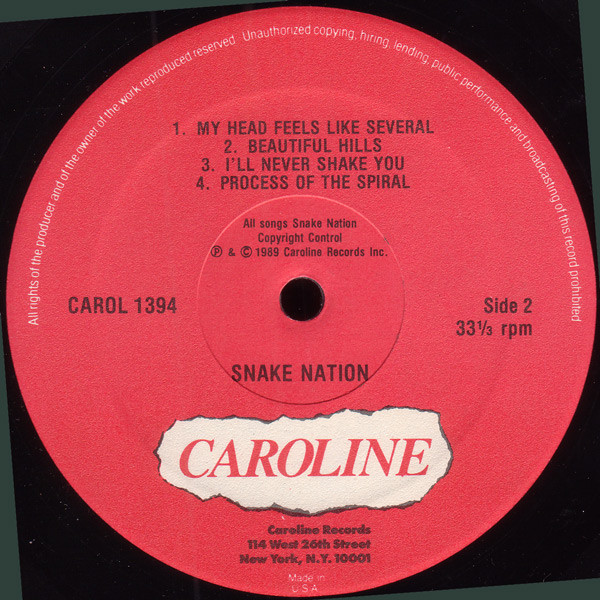 All rights of the producer and of the owner of the work reproduced reserved. Unauthorized copying, hiring, lending, public performance and broadcasting of this record prohibited
1. MY HEAD FEELS LIKE SEVERAL
2. BEAUTIFUL HILLS
3. I'LL NEVER SHAKE YOU
4. PROCESS OF THE SPIRAL
All songs Snake Nation
Copyright Control
Ⓟ & © 1989 Caroline Records Inc.
CAROL 1394
Side 2
33⅓ rpm
SNAKE NATION
CAROLINE
Caroline Records
114 West 26th Street
New York, N.Y. 10001
Made in
U.S.A.